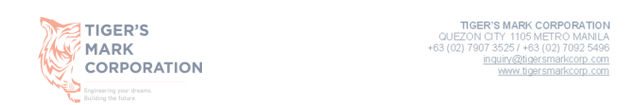 TIGER'S
MARK
CORPORATION
Engineering your dreams.
Building the future.
TIGER'S MARK CORPORATION
QUEZON CITY 1105 METRO MANILA
+63 (02) 7907 3525 / +63 (02) 7092 5496
inquiry@tigersmarkcorp.com
www.tigersmarkcorp.com